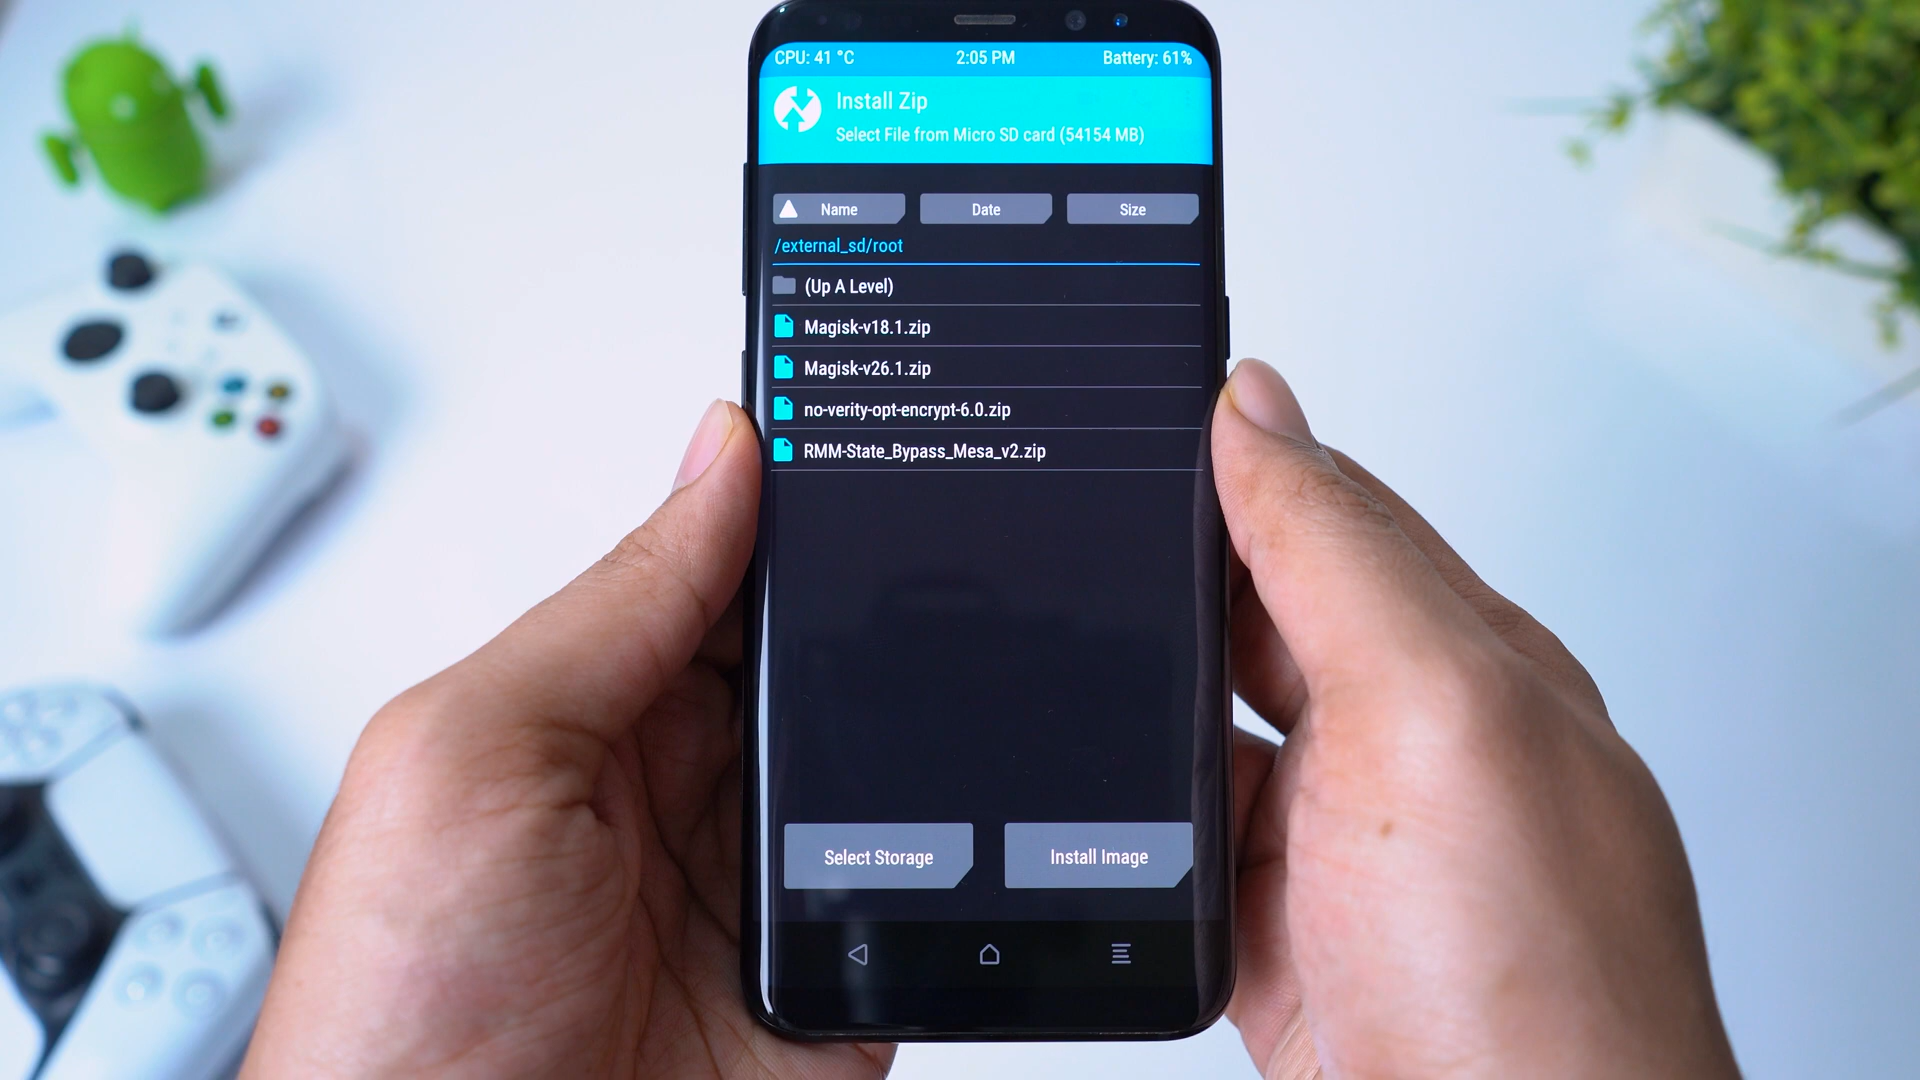 CPU: 41 °C 2:05 PM Battery: 61%
Install Zip
Select File from Micro SD card (54154 MB)
Name Date Size
/external_sd/root
(Up A Level)
Magisk-v18.1.zip
Magisk-v26.1.zip
no-verity-opt-encrypt-6.0.zip
RMM-State_Bypass_Mesa_v2.zip
Select Storage Install Image